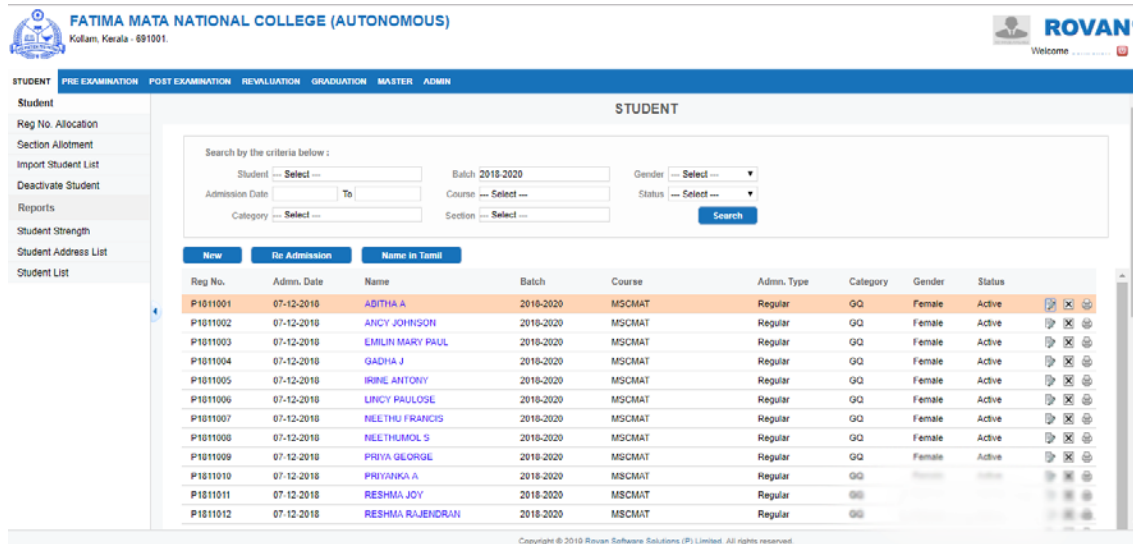 FATIMA MATA NATIONAL COLLEGE (AUTONOMOUS)
Kollam, Kerala - 691001.
ROVAN
Welcome
STUDENT PRE EXAMINATION POST EXAMINATION REVALUATION GRADUATION MASTER ADMIN
Student
Reg No. Allocation
Section Allotment
Import Student List
Deactivate Student
Reports
Student Strength
Student Address List
Student List
STUDENT
Search by the criteria below :
Student --- Select --- Batch 2018-2020 Gender --- Select ---
Admission Date To Course --- Select --- Status --- Select ---
Category --- Select --- Section --- Select --- Search
New Re Admission Name in Tamil
Reg No. Admn. Date Name Batch Course Admn. Type Category Gender Status
P1811001 07-12-2018 ABITHA A 2018-2020 MSCMAT Regular GQ Female Active
P1811002 07-12-2018 ANCY JOHNSON 2018-2020 MSCMAT Regular GQ Female Active
P1811003 07-12-2018 EMILIN MARY PAUL 2018-2020 MSCMAT Regular GQ Female Active
P1811004 07-12-2018 GADHA J 2018-2020 MSCMAT Regular GQ Female Active
P1811005 07-12-2018 IRINE ANTONY 2018-2020 MSCMAT Regular GQ Female Active
P1811006 07-12-2018 LINCY PAULOSE 2018-2020 MSCMAT Regular GQ Female Active
P1811007 07-12-2018 NEETHU FRANCIS 2018-2020 MSCMAT Regular GQ Female Active
P1811008 07-12-2018 NEETHUMOL S 2018-2020 MSCMAT Regular GQ Female Active
P1811009 07-12-2018 PRIYA GEORGE 2018-2020 MSCMAT Regular GQ Female Active
P1811010 07-12-2018 PRIYANKA A 2018-2020 MSCMAT Regular GQ
P1811011 07-12-2018 RESHMA JOY 2018-2020 MSCMAT Regular
P1811012 07-12-2018 RESHMA RAJENDRAN 2018-2020 MSCMAT Regular
Copyright © 2019 Rovan Software Solutions (P) Limited. All rights reserved.